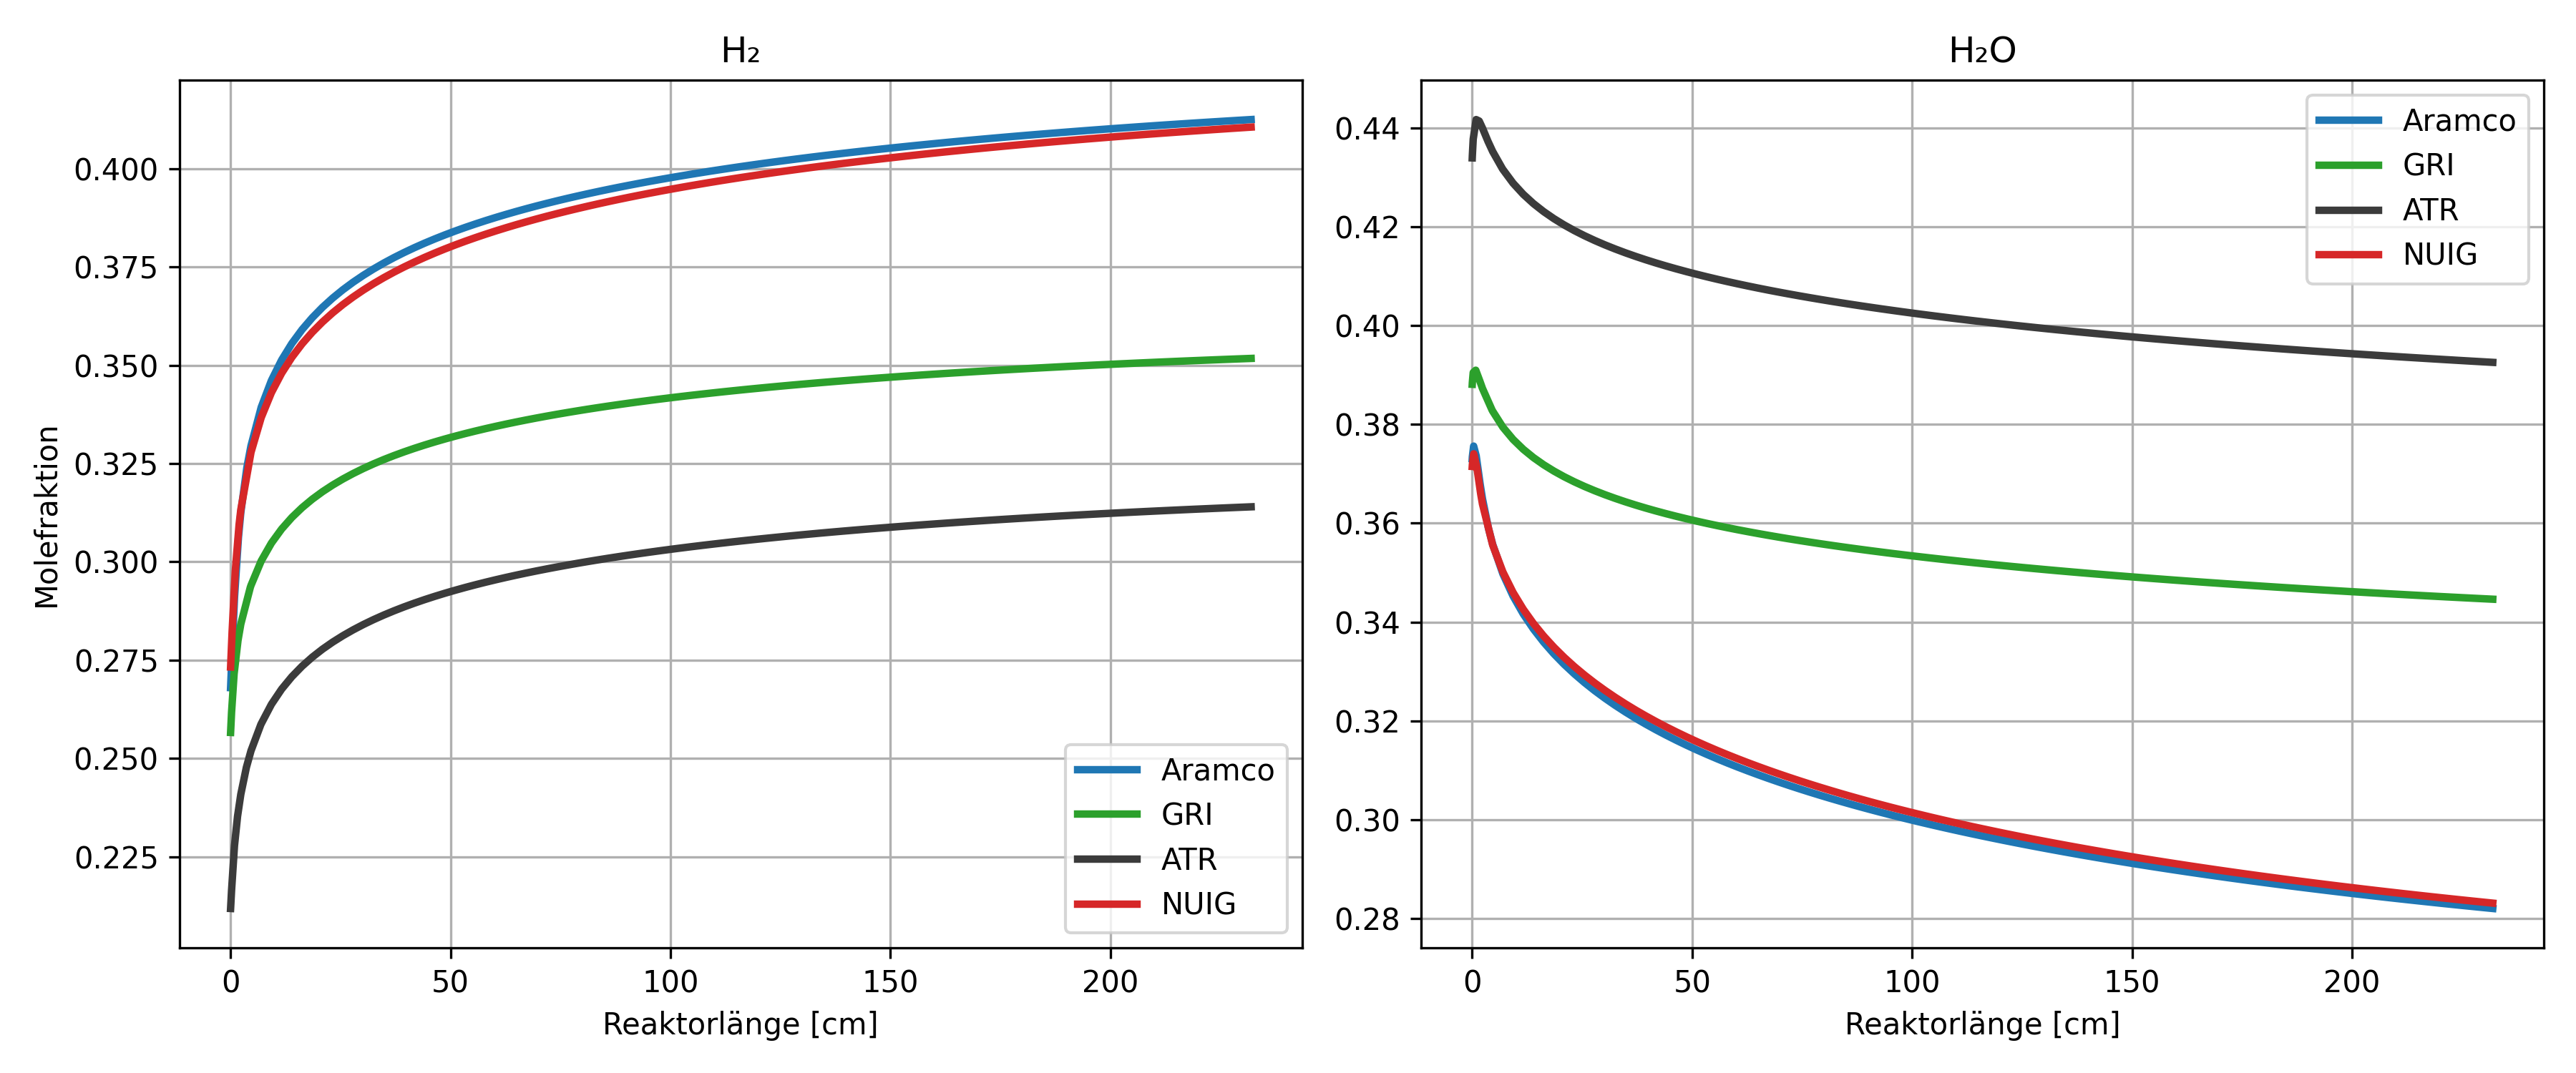 H₂
Molefraktion
0.400
0.375
0.350
0.325
0.300
0.275
0.250
0.225
0 50 100 150 200
Reaktorlänge [cm]
Aramco
GRI
ATR
NUIG
H₂O
0.44
0.42
0.40
0.38
0.36
0.34
0.32
0.30
0.28
0 50 100 150 200
Reaktorlänge [cm]
Aramco
GRI
ATR
NUIG